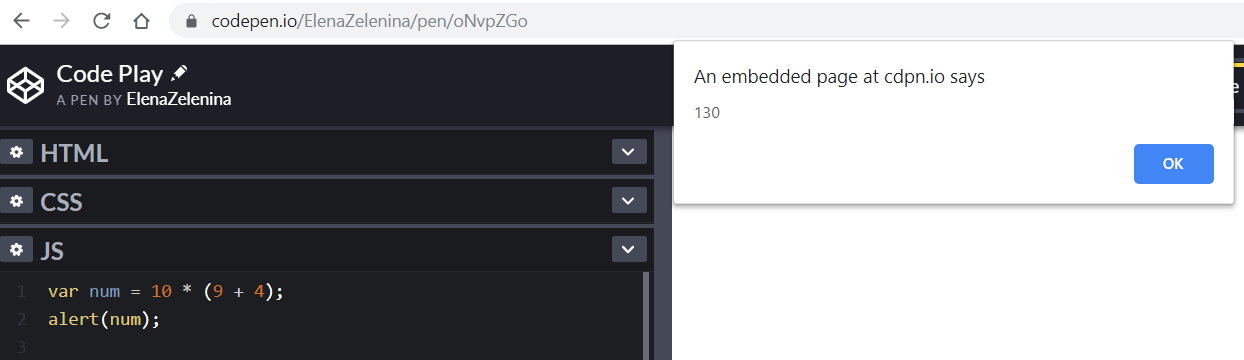 codepen.io/ElenaZelenina/pen/oNvpZGo
Code Play
A PEN BY ElenaZelenina
An embedded page at cdpn.io says
130
OK
HTML
CSS
JS
1 var num = 10 * (9 + 4);
2 alert(num);
3